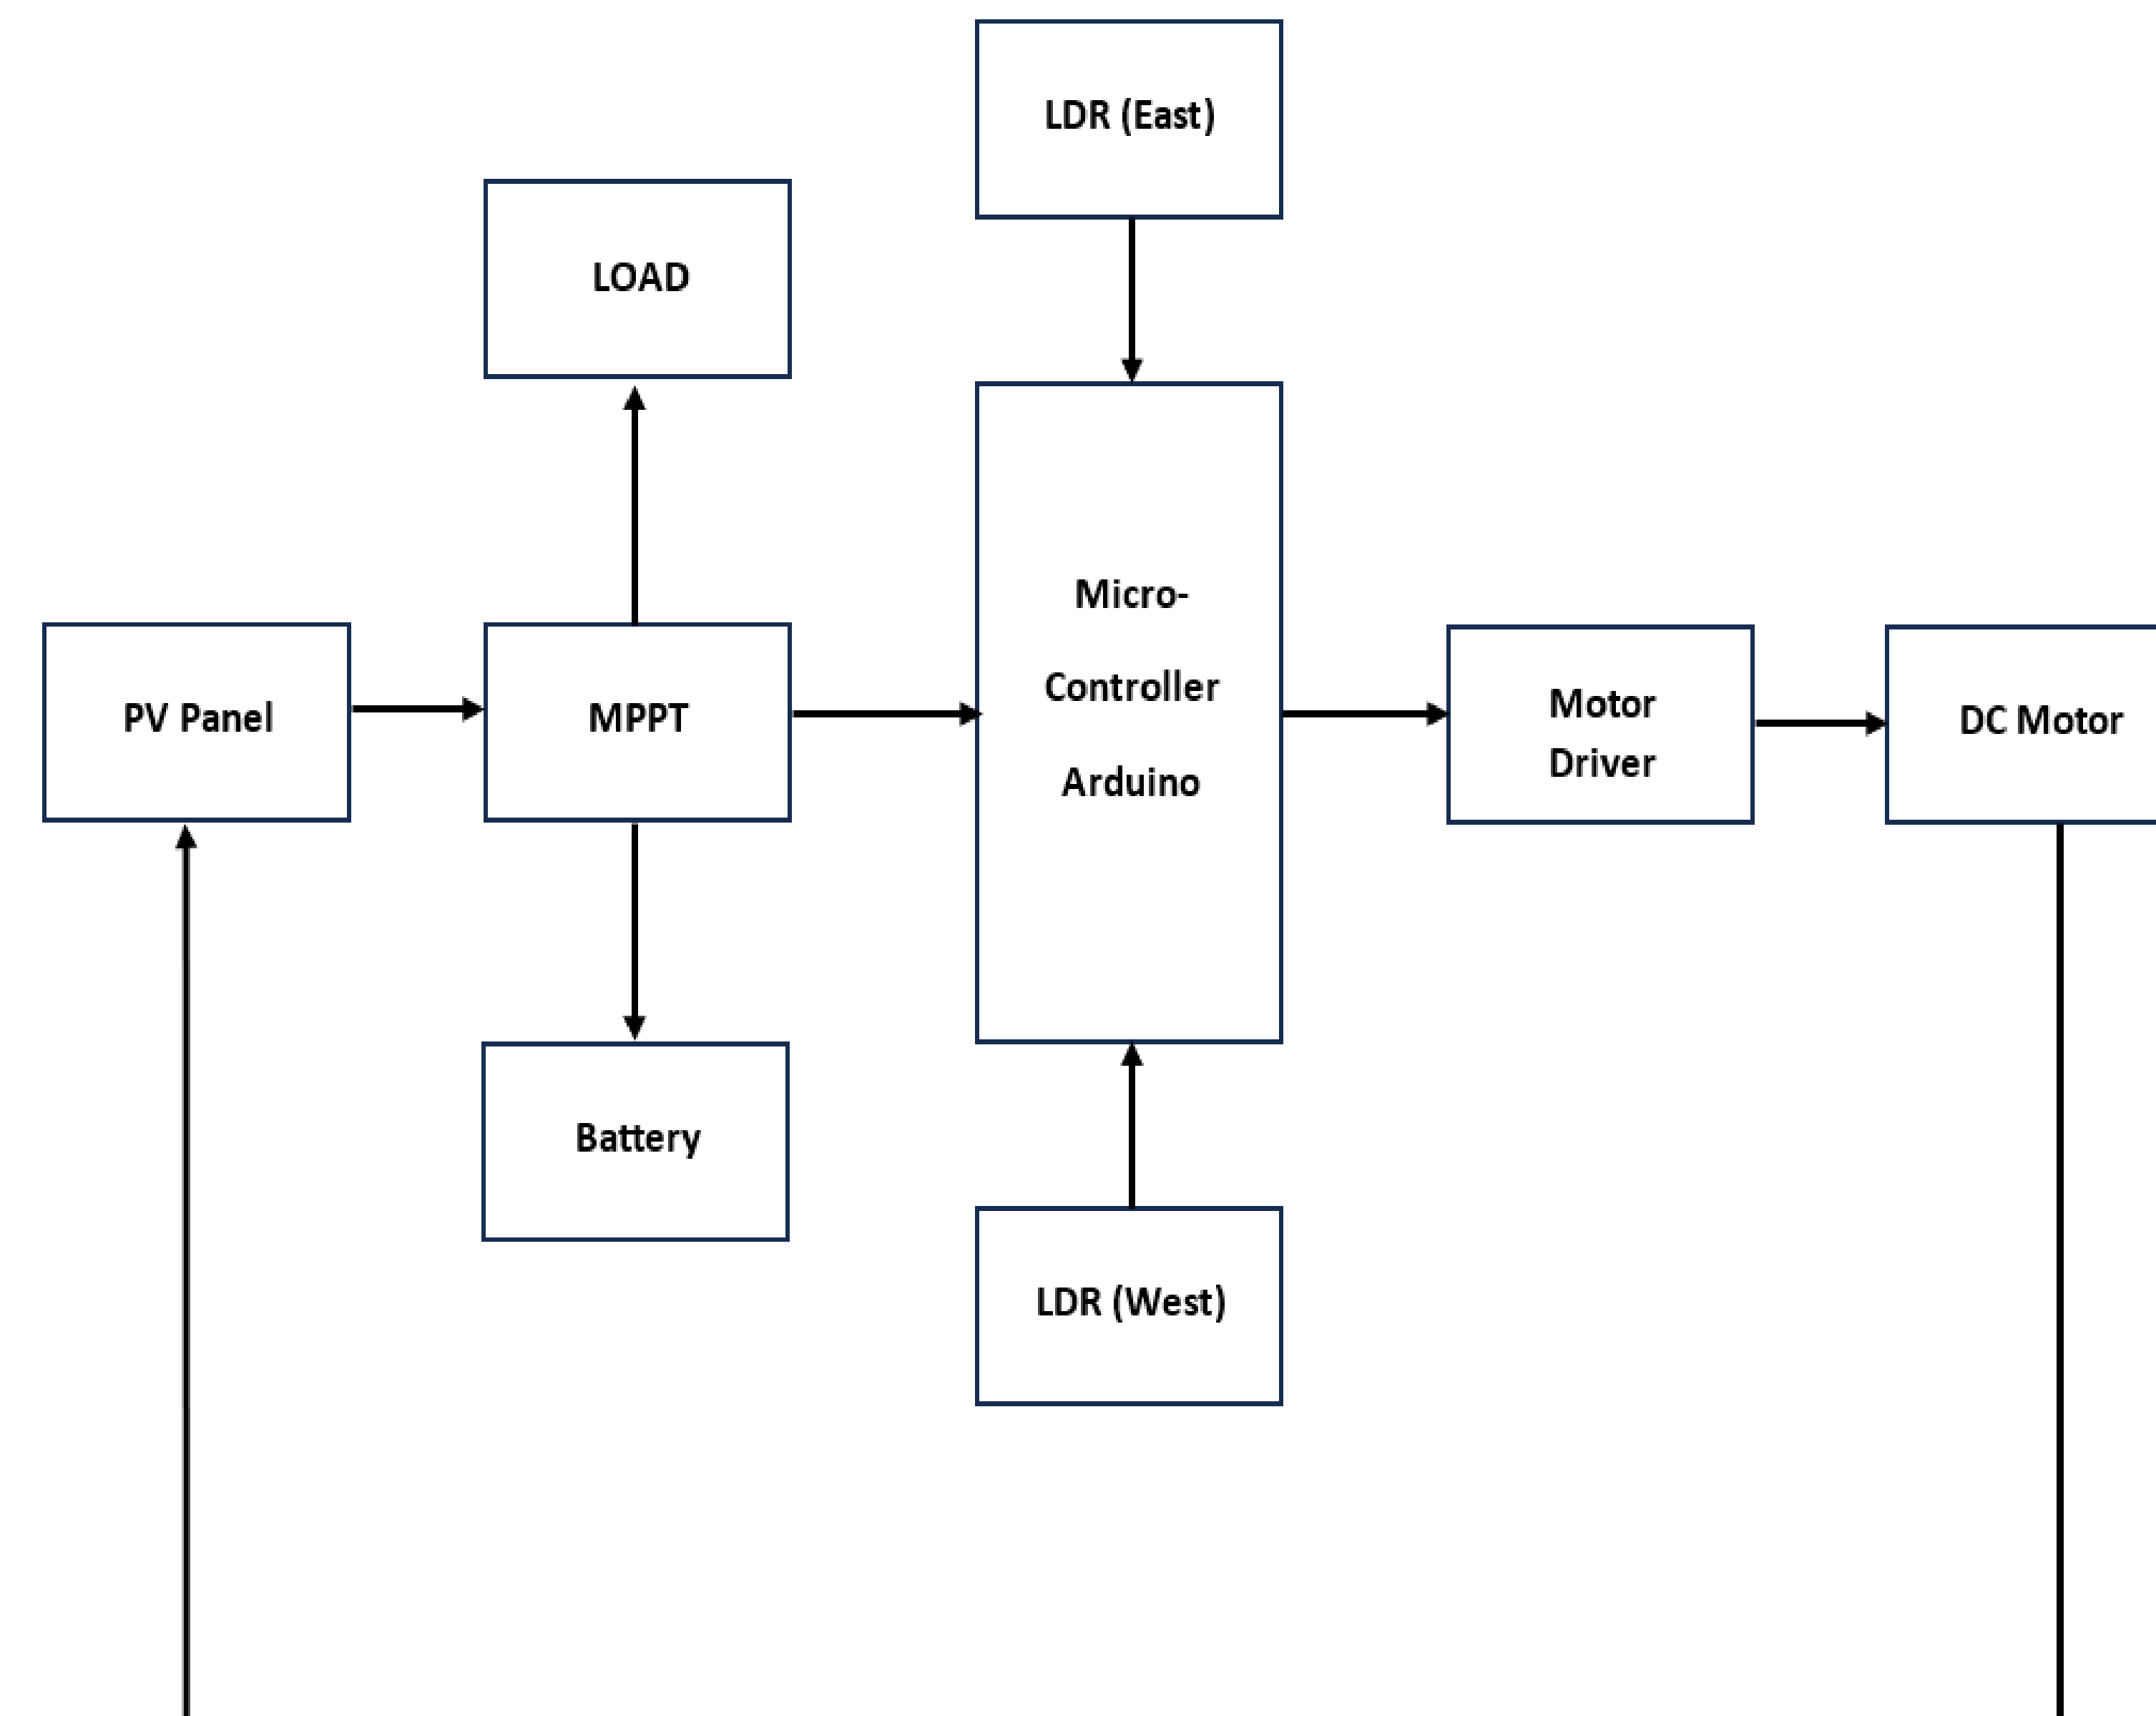 LDR (East)
LOAD
PV Panel
MPPT
Micro-
Controller
Arduino
Motor
Driver
DC Motor
Battery
LDR (West)